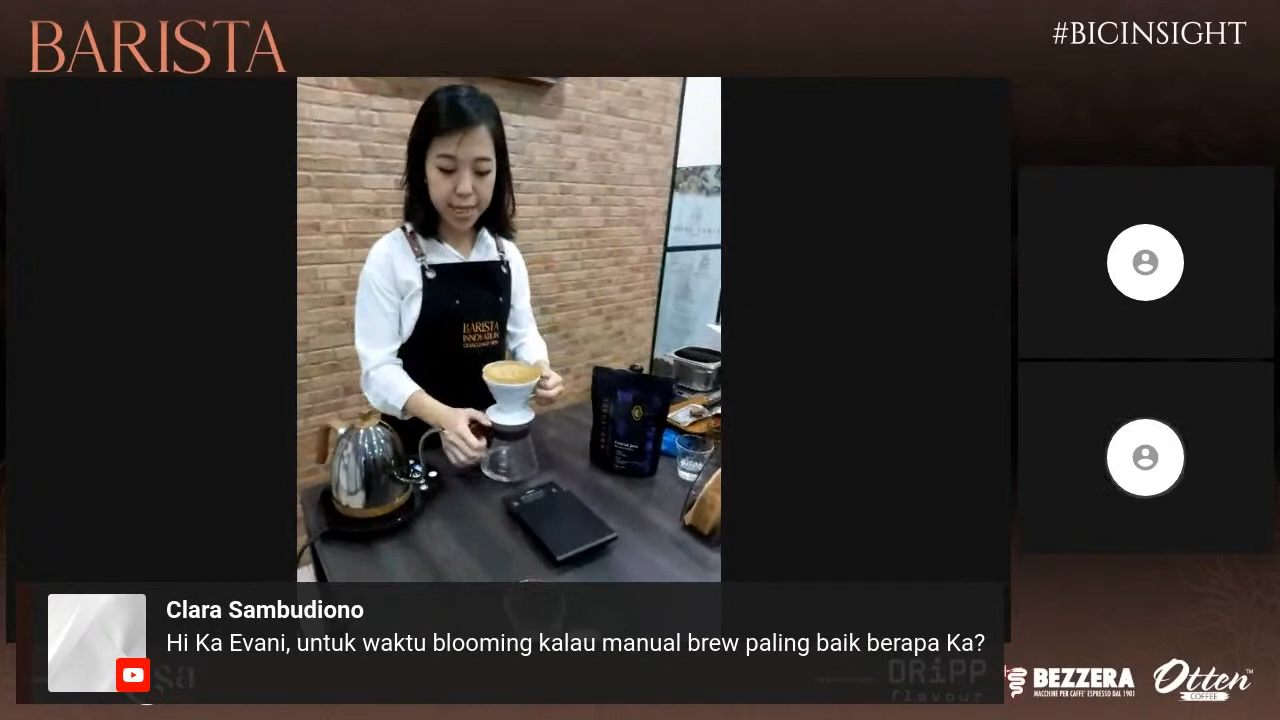 BARISTA
#BICINSIGHT
BARISTA
INNOVATION
CHALLENGE
Clara Sambudiono
Hi Ka Evani, untuk waktu blooming kalau manual brew paling baik berapa Ka?
DRiPP
flavour
BEZZERA
MACCHINE PER CAFFE' ESPRESSO DAL 1901
Otten
COFFEE
TM